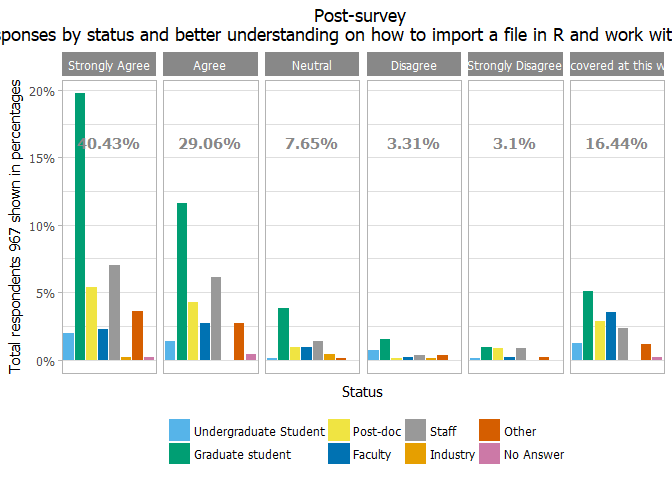 Post-survey
sponses by status and better understanding on how to import a file in R and work wit
Strongly Agree
Agree
Neutral
Disagree
Strongly Disagree
covered at this w
Total respondents 967 shown in percentages
20%
15%
10%
5%
0%
40.43%
29.06%
7.65%
3.31%
3.1%
16.44%
Status
Undergraduate Student
Post-doc
Staff
Other
Graduate student
Faculty
Industry
No Answer